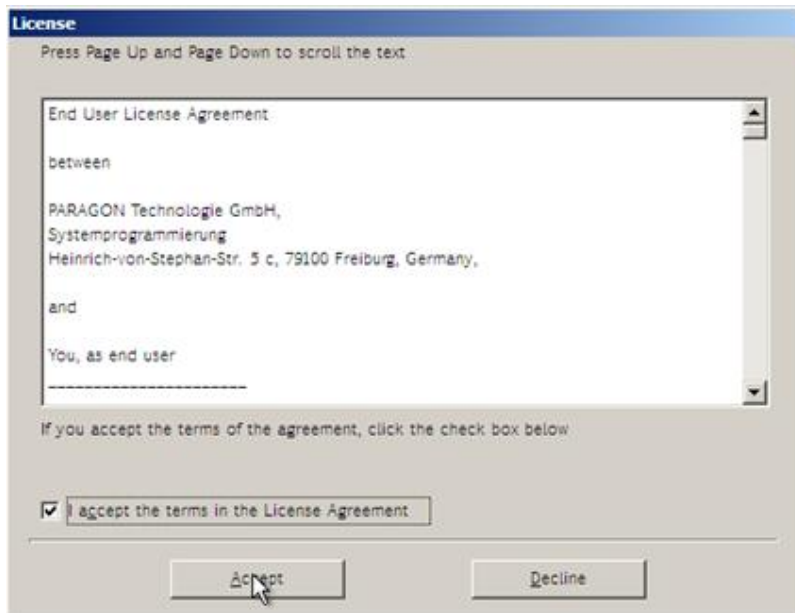 License
Press Page Up and Page Down to scroll the text
End User License Agreement
between
PARAGON Technologie GmbH,
Systemprogrammierung
Heinrich-von-Stephan-Str. 5 c, 79100 Freiburg, Germany,
and
You, as end user
----------------------
If you accept the terms of the agreement, click the check box below
I accept the terms in the License Agreement
Accept
Decline